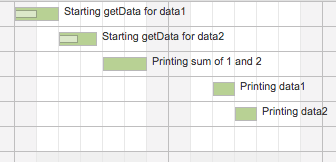 Starting getData for data1
Starting getData for data2
Printing sum of 1 and 2
Printing data1
Printing data2